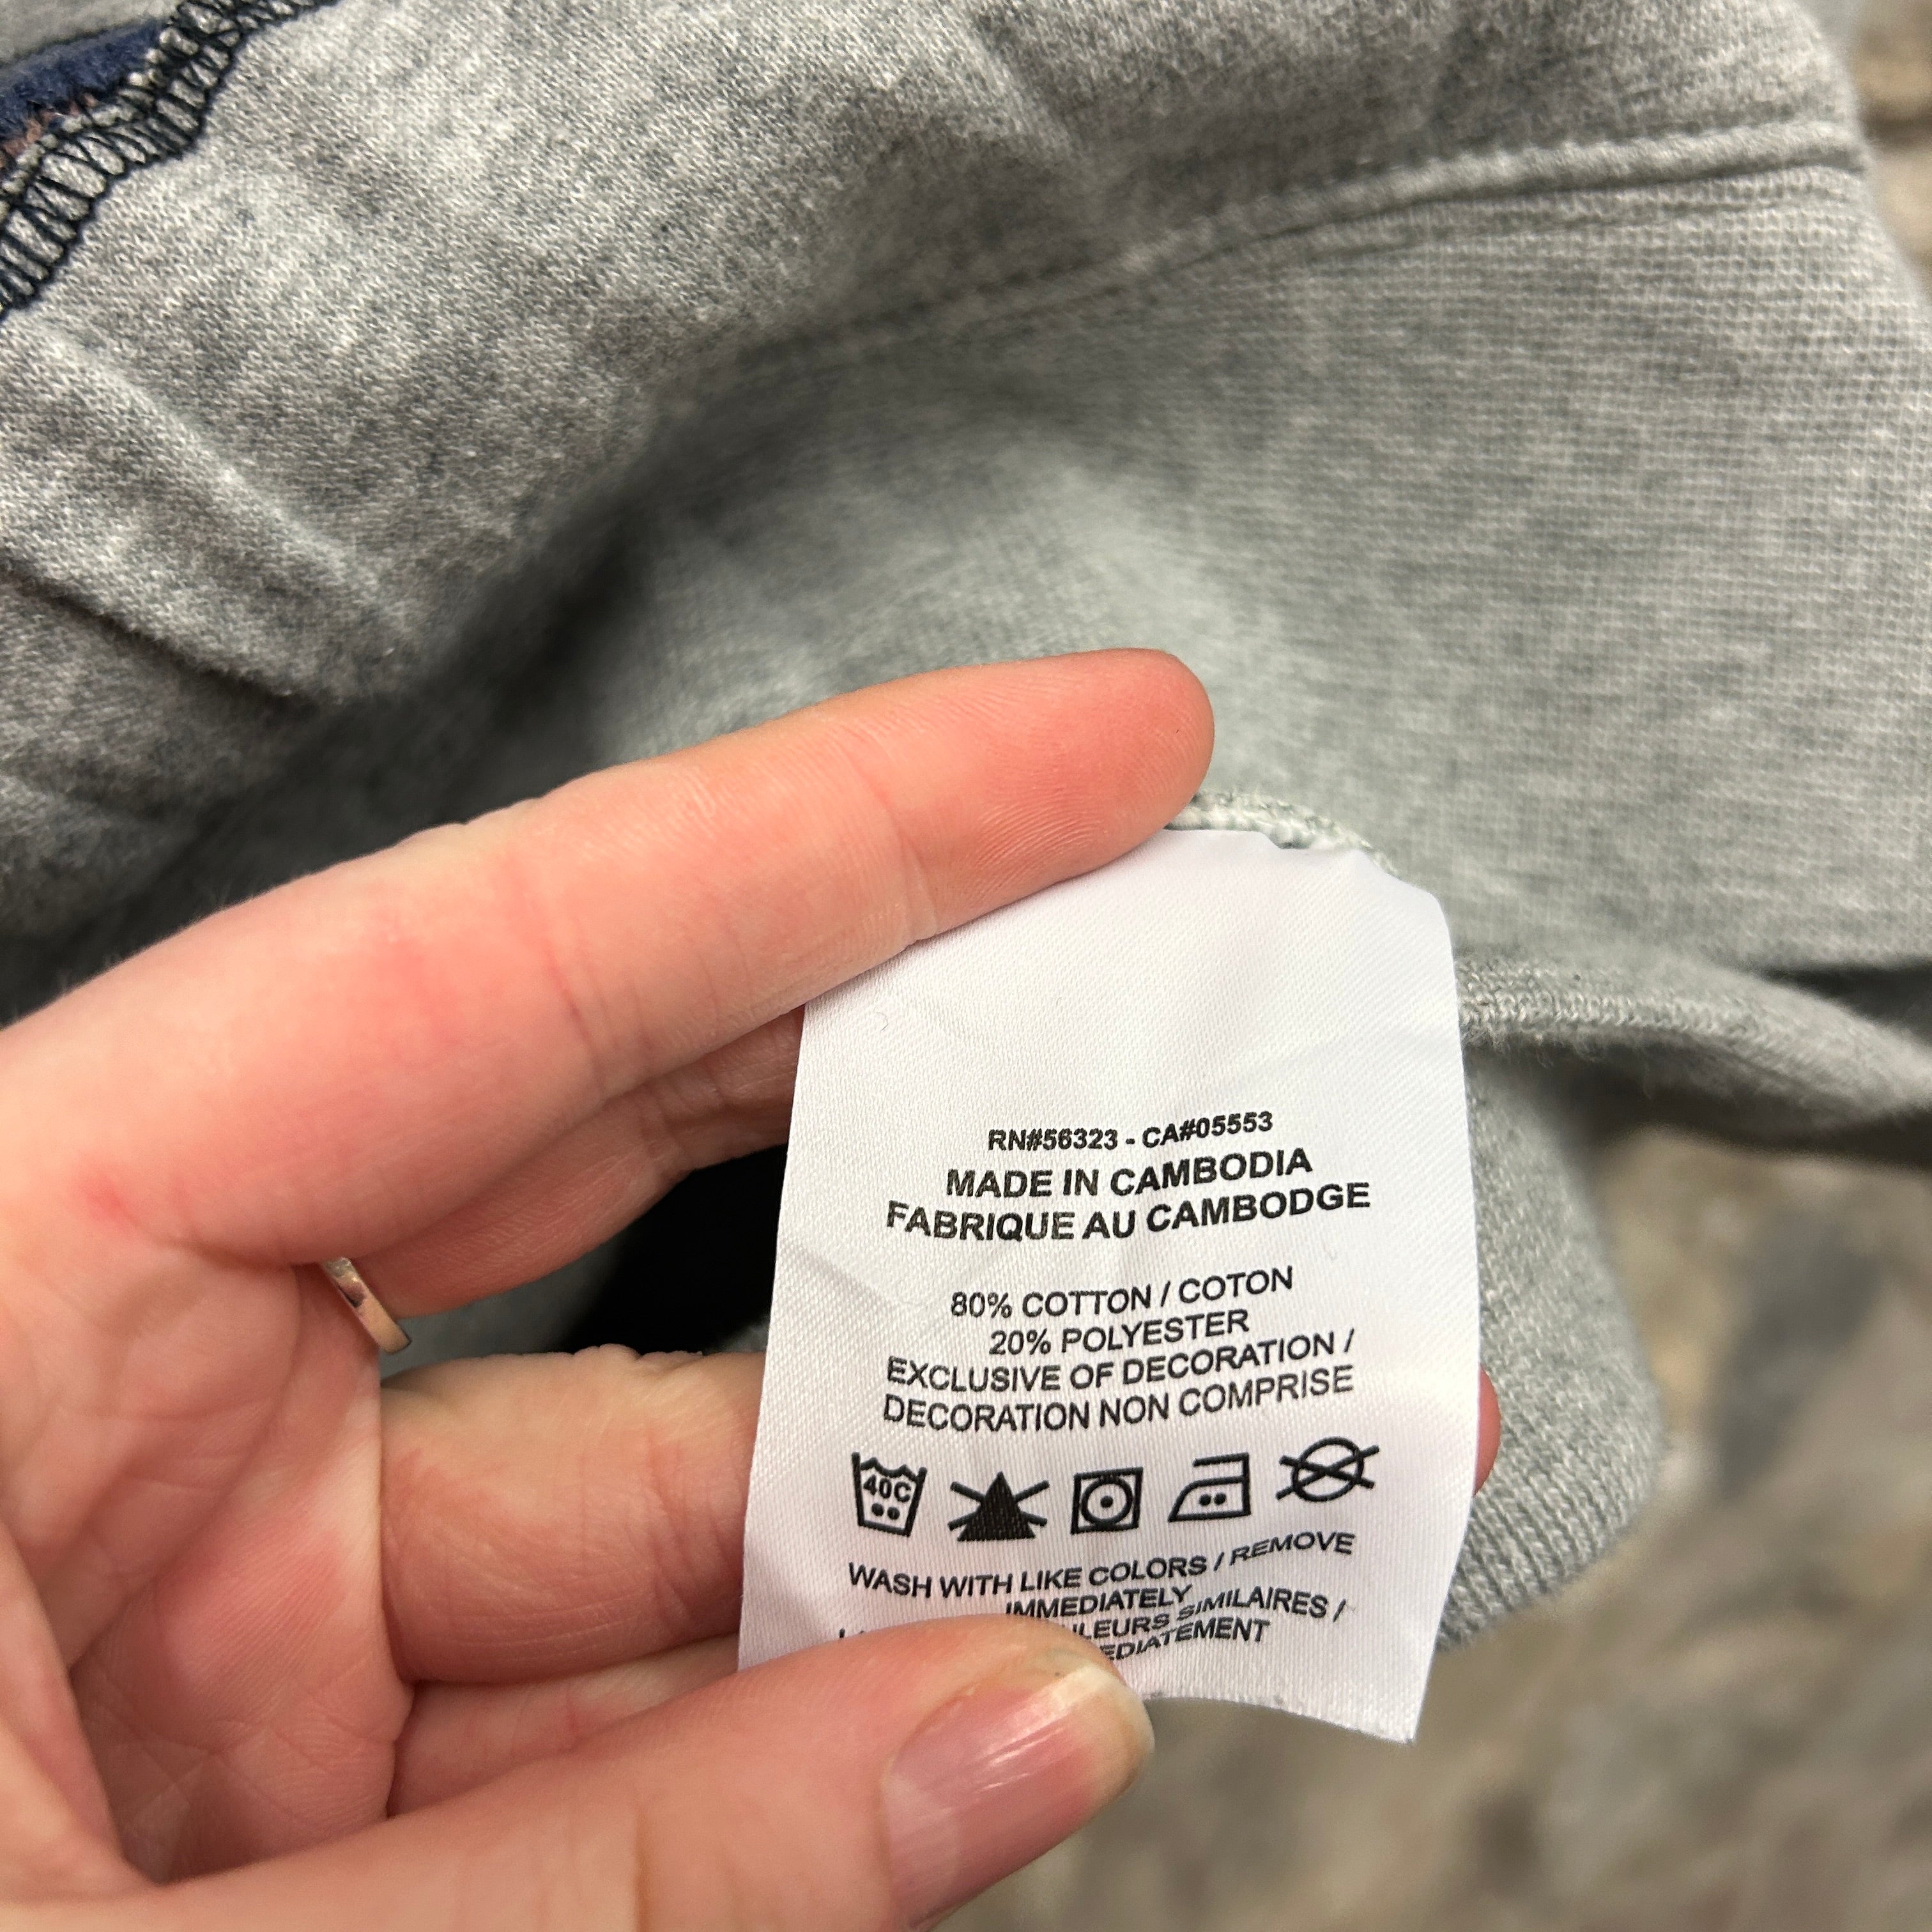 RN#56323 - CA#05553
MADE IN CAMBODIA
FABRIQUE AU CAMBODGE
80% COTTON / COTON
20% POLYESTER
EXCLUSIVE OF DECORATION /
DECORATION NON COMPRISE
40C
WASH WITH LIKE COLORS / REMOVE
IMMEDIATELY
SIMILAIRES /